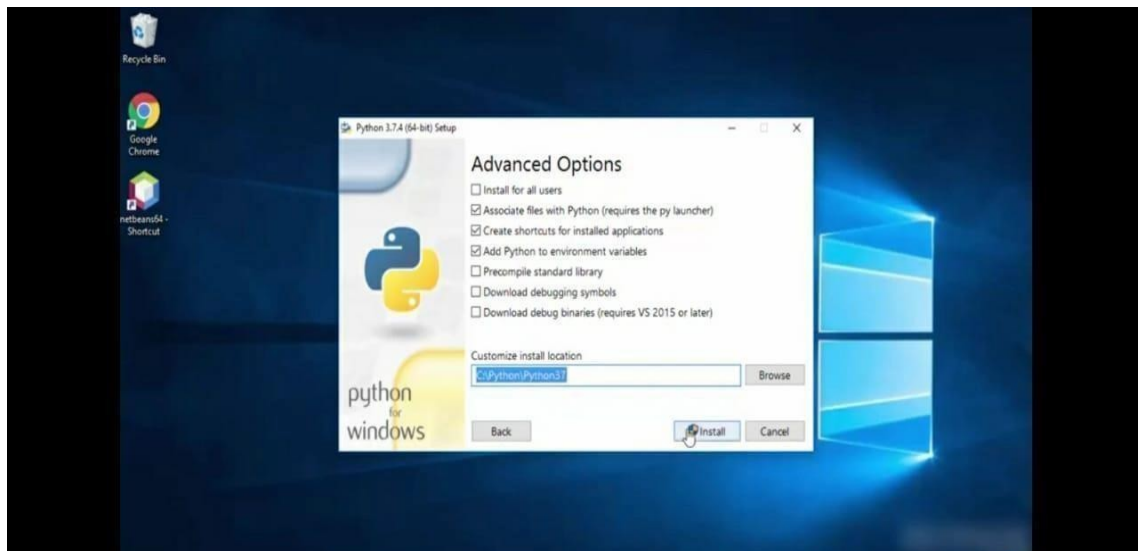 Recycle Bin
Google
Chrome
netbeans64 -
Shortcut
Python 3.7.4 (64-bit) Setup
Advanced Options
Install for all users
Associate files with Python (requires the py launcher)
Create shortcuts for installed applications
Add Python to environment variables
Precompile standard library
Download debugging symbols
Download debug binaries (requires VS 2015 or later)
Customize install location
C:\Python\Python37
Browse
python
for
windows
Back
Install
Cancel